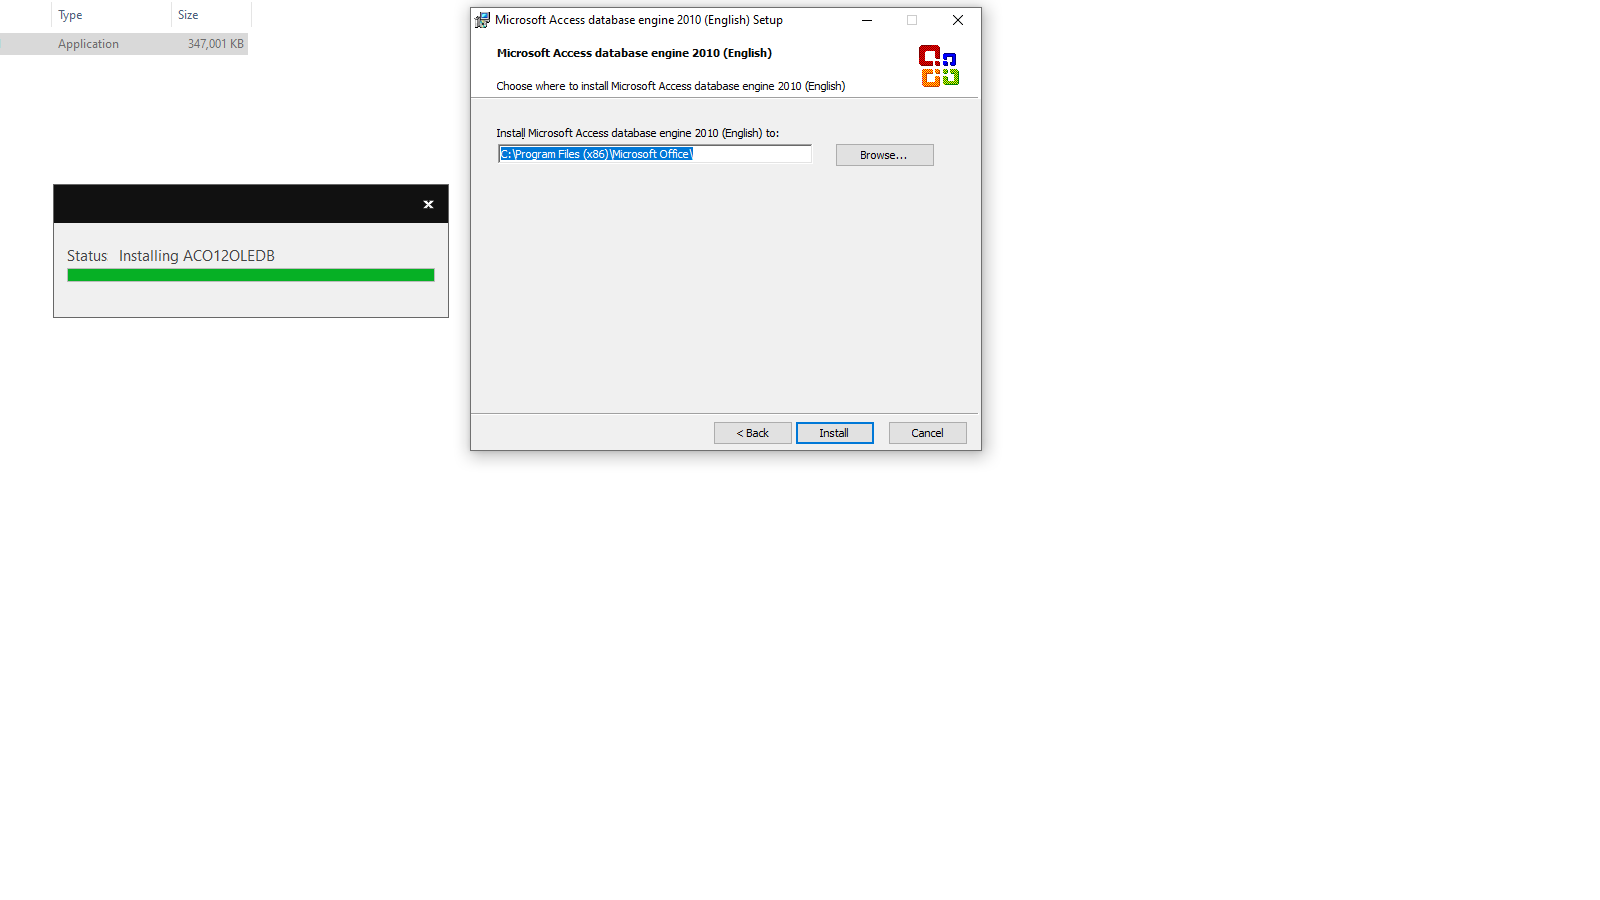 Type Size
Application 347,001 KB
Status Installing ACO12OLEDB
Microsoft Access database engine 2010 (English) Setup
Microsoft Access database engine 2010 (English)
Choose where to install Microsoft Access database engine 2010 (English)
Install Microsoft Access database engine 2010 (English) to:
C:\Program Files (x86)\Microsoft Office\
Browse...
< Back Install Cancel